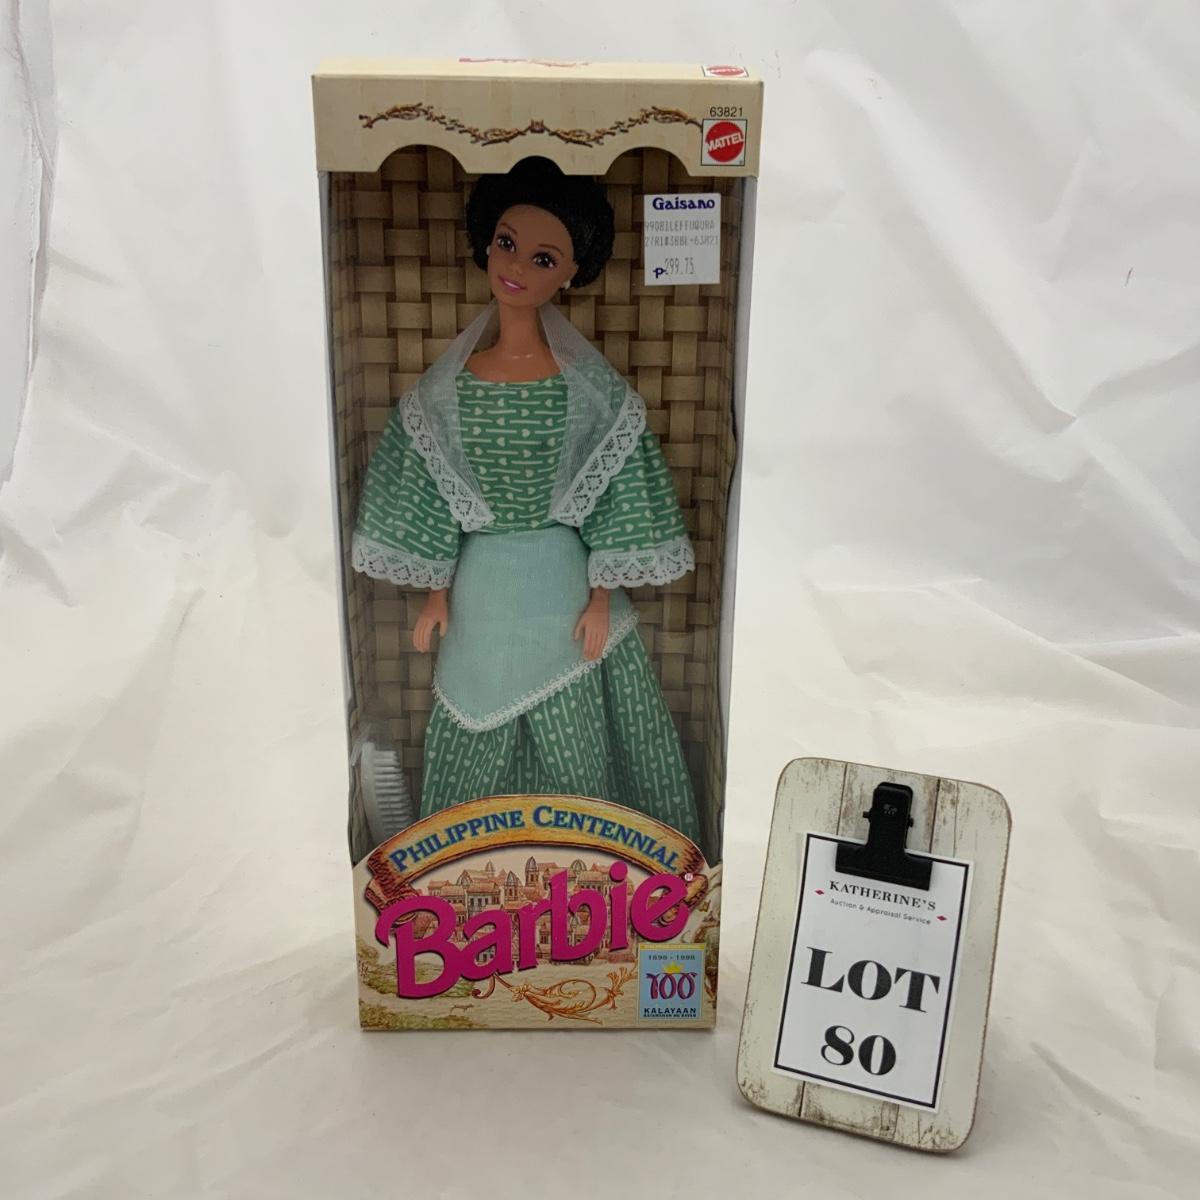 63821
MATTEL
Gaisano
P299.75
PHILIPPINE CENTENNIAL
Barbie®
1898 - 1998
100
KALAYAAN
KATHERINE'S
Auction & Appraisal Service
LOT
80